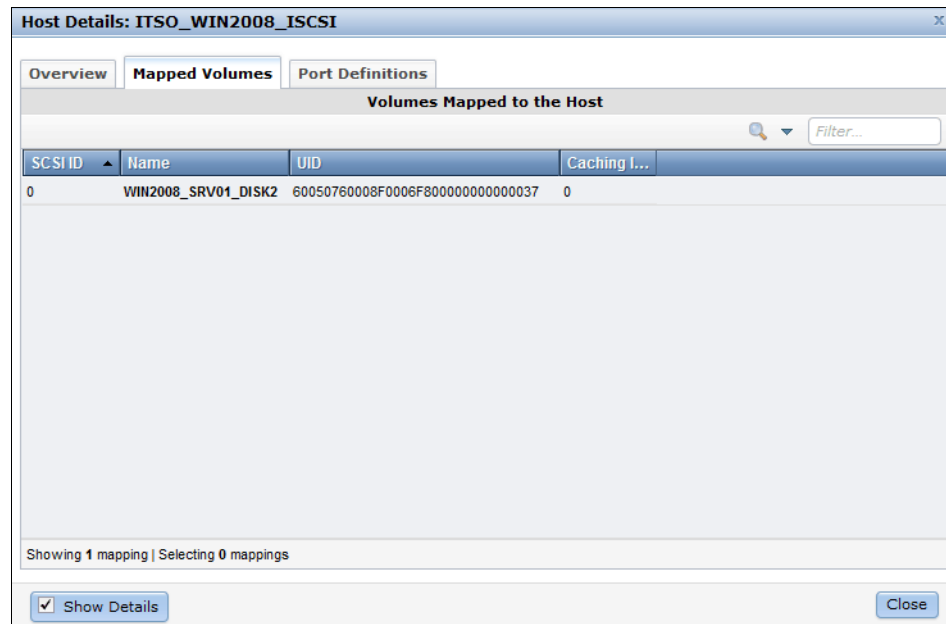 Host Details: ITSO_WIN2008_ISCSI x
Overview Mapped Volumes Port Definitions
Volumes Mapped to the Host
Filter...
SCSI ID Name UID Caching I...
0 WIN2008_SRV01_DISK2 60050760008F0006F800000000000037 0
Showing 1 mapping | Selecting 0 mappings
Show Details Close